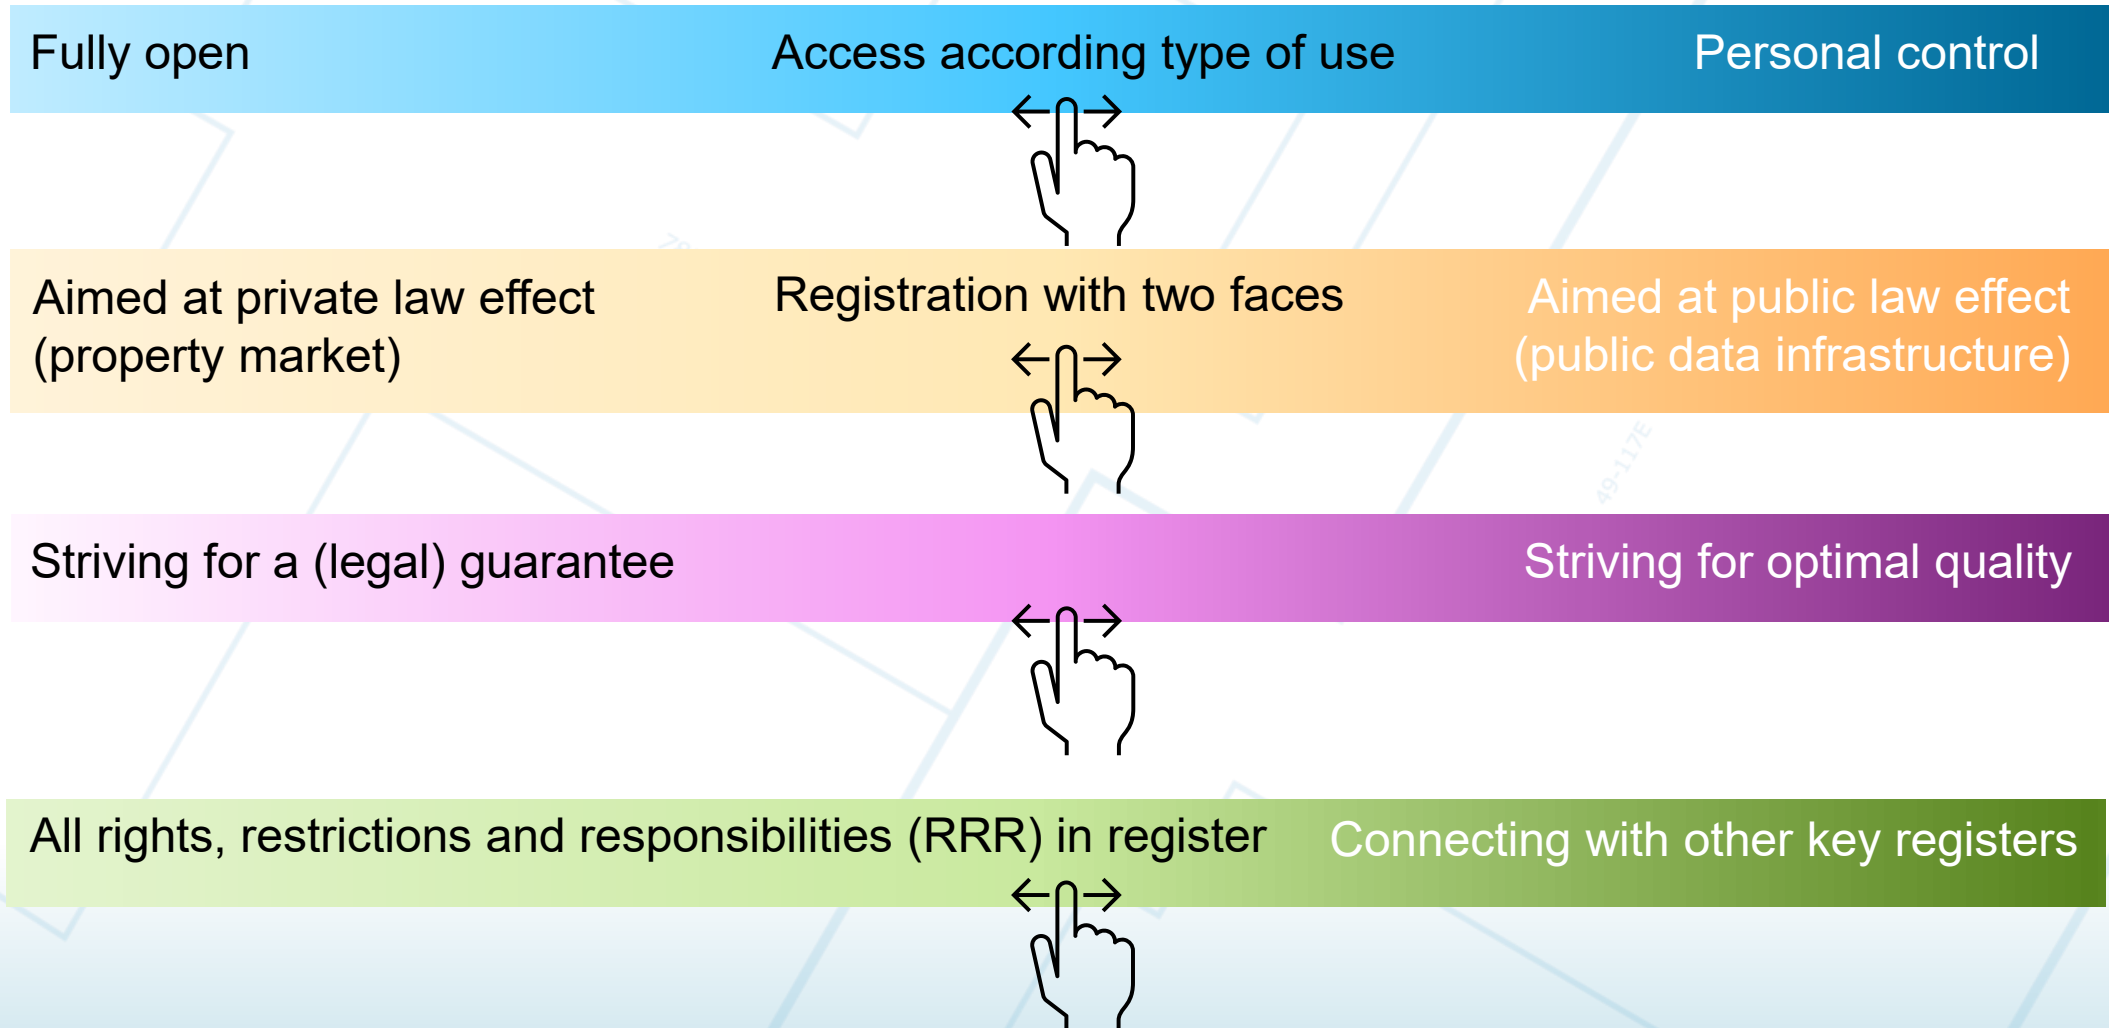 Fully open
Access according type of use
Personal control
Aimed at private law effect
(property market)
Registration with two faces
Aimed at public law effect
(public data infrastructure)
49-117E
Striving for a (legal) guarantee
Striving for optimal quality
All rights, restrictions and responsibilities (RRR) in register
Connecting with other key registers